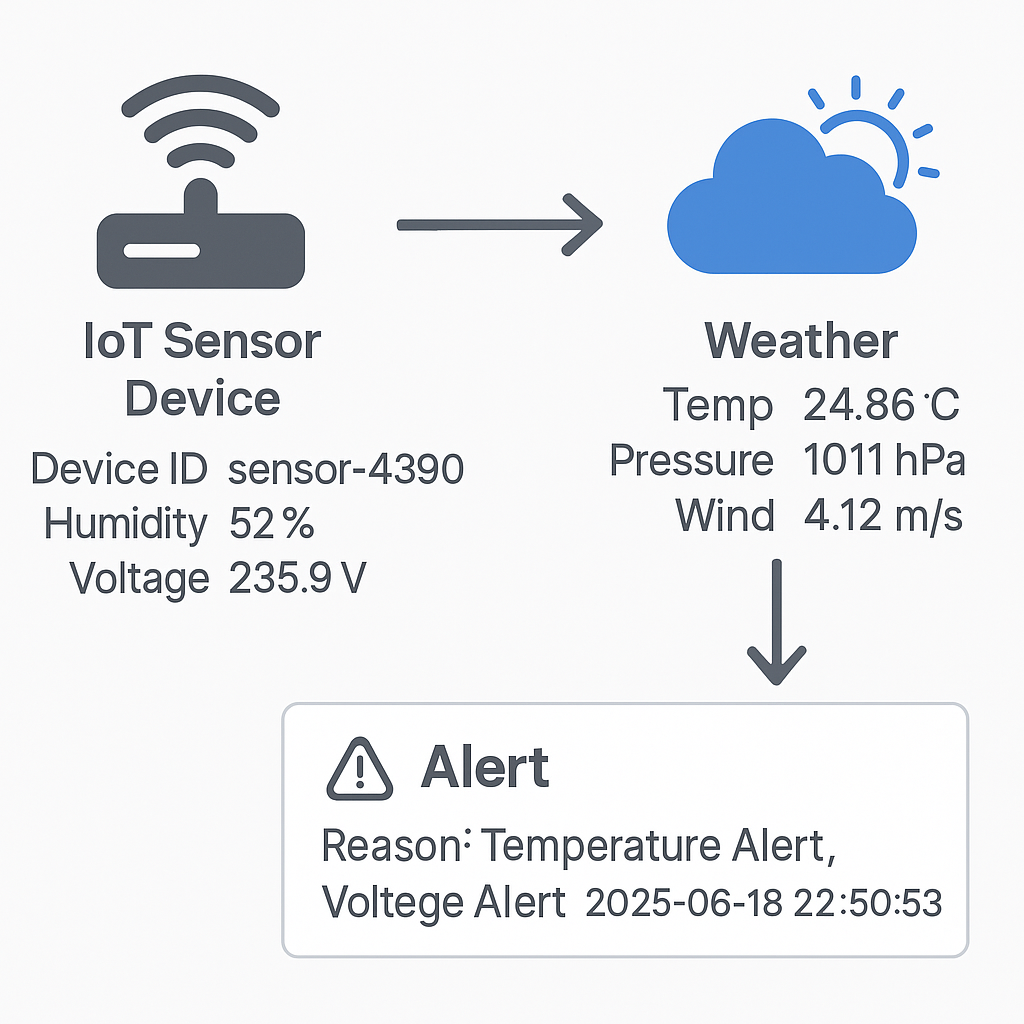 IoT Sensor
Device
Device ID sensor-4390
Humidity 52 %
Voltage 235.9 V
Weather
Temp 24.86 °C
Pressure 1011 hPa
Wind 4.12 m/s
Alert
Reason: Temperature Alert,
Voltege Alert 2025-06-18 22:50:53